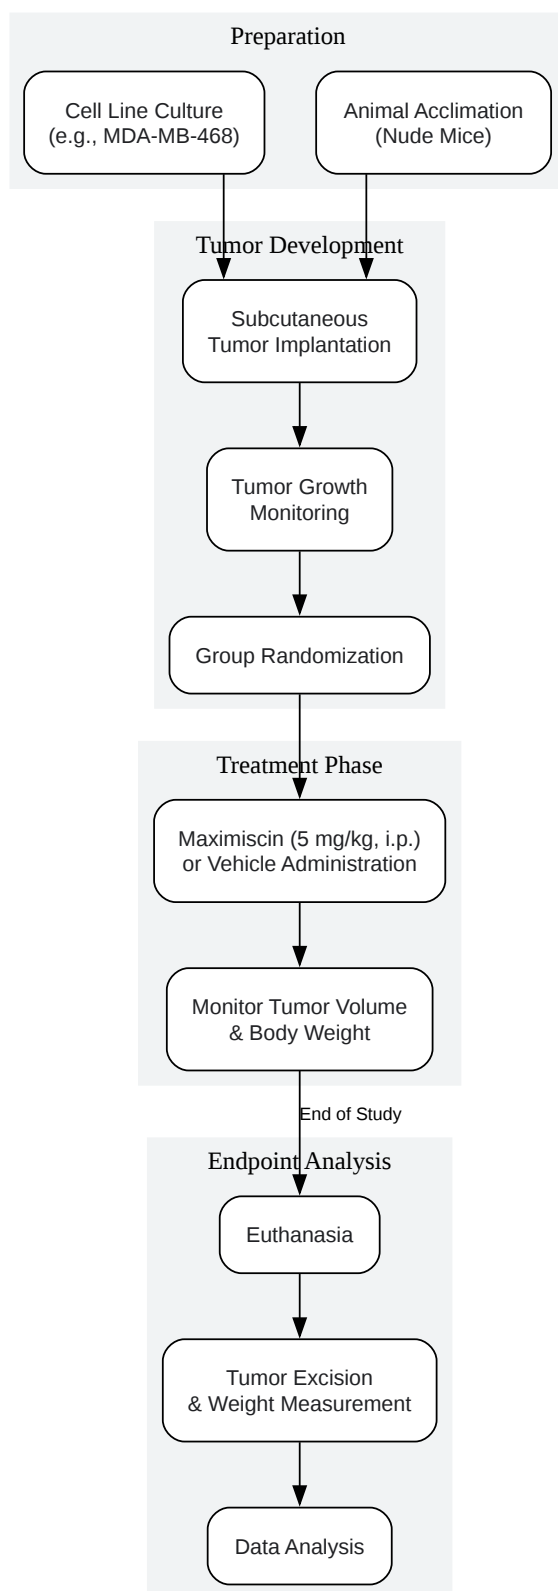 Preparation
Cell Line Culture
(e.g., MDA-MB-468)
Animal Acclimation
(Nude Mice)
Tumor Development
Subcutaneous
Tumor Implantation
Tumor Growth
Monitoring
Group Randomization
Treatment Phase
Maximiscin (5 mg/kg, i.p.)
or Vehicle Administration
Monitor Tumor Volume
& Body Weight
End of Study
Endpoint Analysis
Euthanasia
Tumor Excision
& Weight Measurement
Data Analysis